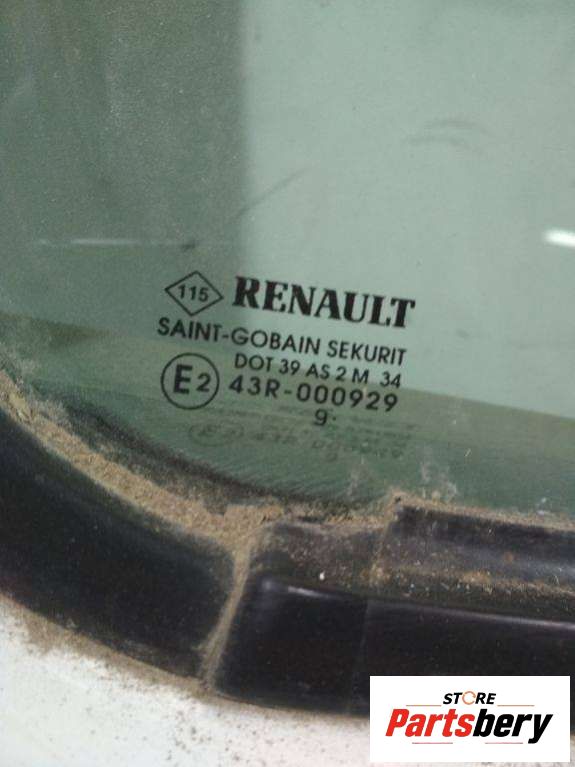 115 RENAULT
SAINT-GOBAIN SEKURIT
DOT 39 AS 2 M 34
E2 43R-000929
9.
STORE
Partsbery